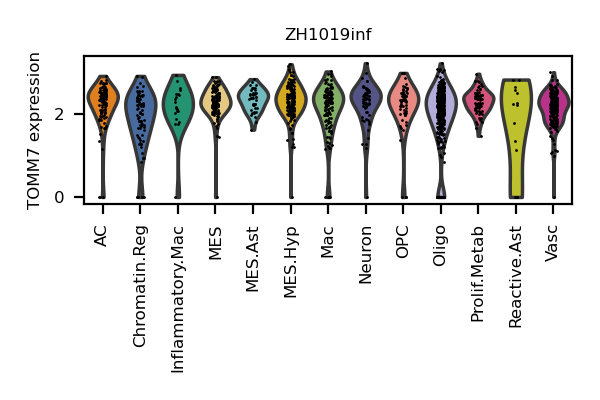 ZH1019inf
TOMM7 expression
2
0
AC
Chromatin.Reg
Inflammatory.Mac
MES
MES.Ast
MES.Hyp
Mac
Neuron
OPC
Oligo
Prolif.Metab
Reactive.Ast
Vasc